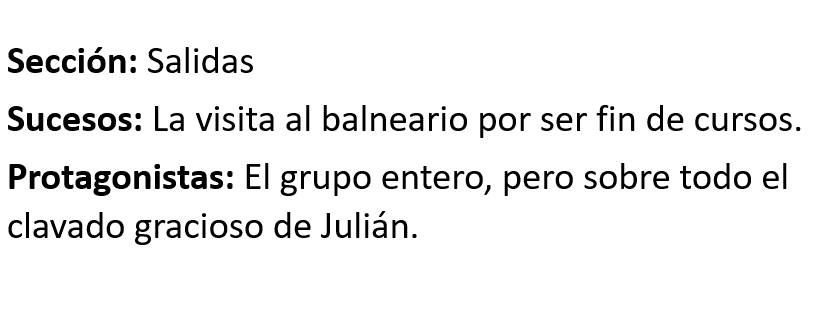 Sección: Salidas
Sucesos: La visita al balneario por ser fin de cursos.
Protagonistas: El grupo entero, pero sobre todo el
clavado gracioso de Julián.